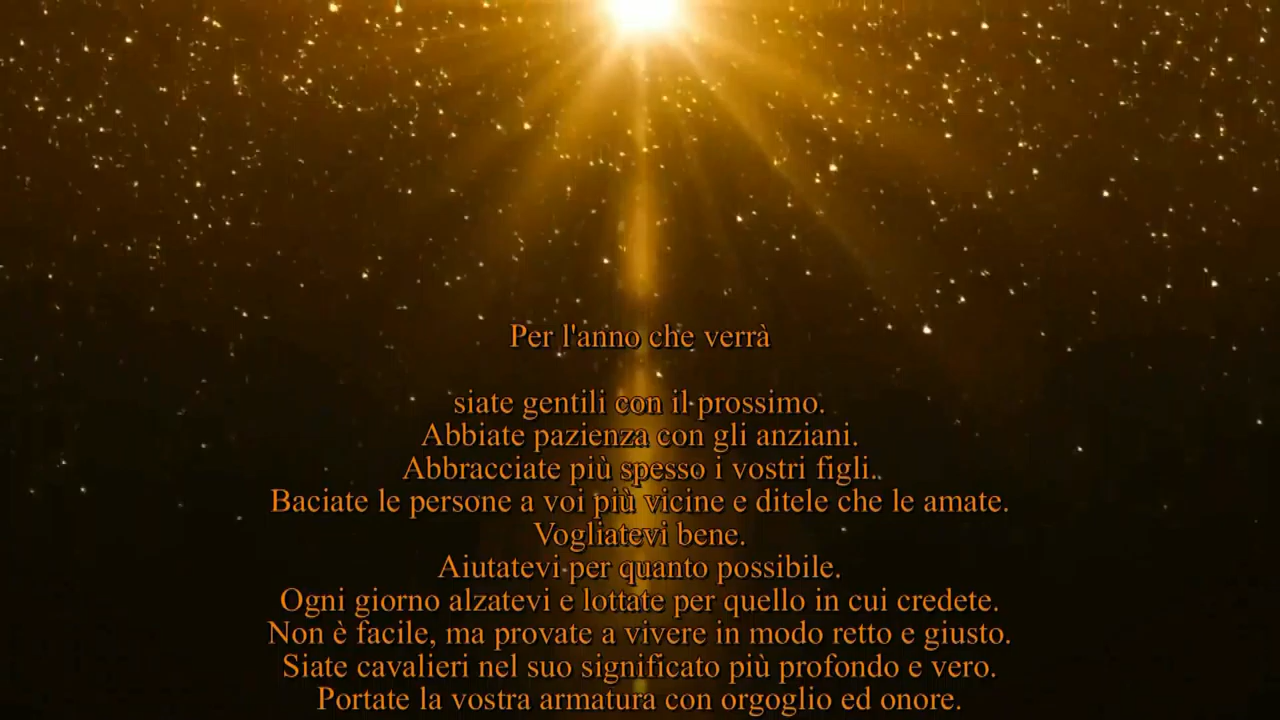 Per l'anno che verrà
siate gentili con il prossimo.
Abbiate pazienza con gli anziani.
Abbracciate più spesso i vostri figli..
Baciate le persone a voi più vicine e ditele che le amate.
Vogliatevi bene.
Aiutatevi per quanto possibile.
Ogni giorno alzatevi e lottate per quello in cui credete.
Non è facile, ma provate a vivere in modo retto e giusto.
Siate cavalieri nel suo significato più profondo e vero.
Portate la vostra armatura con orgoglio ed onore.